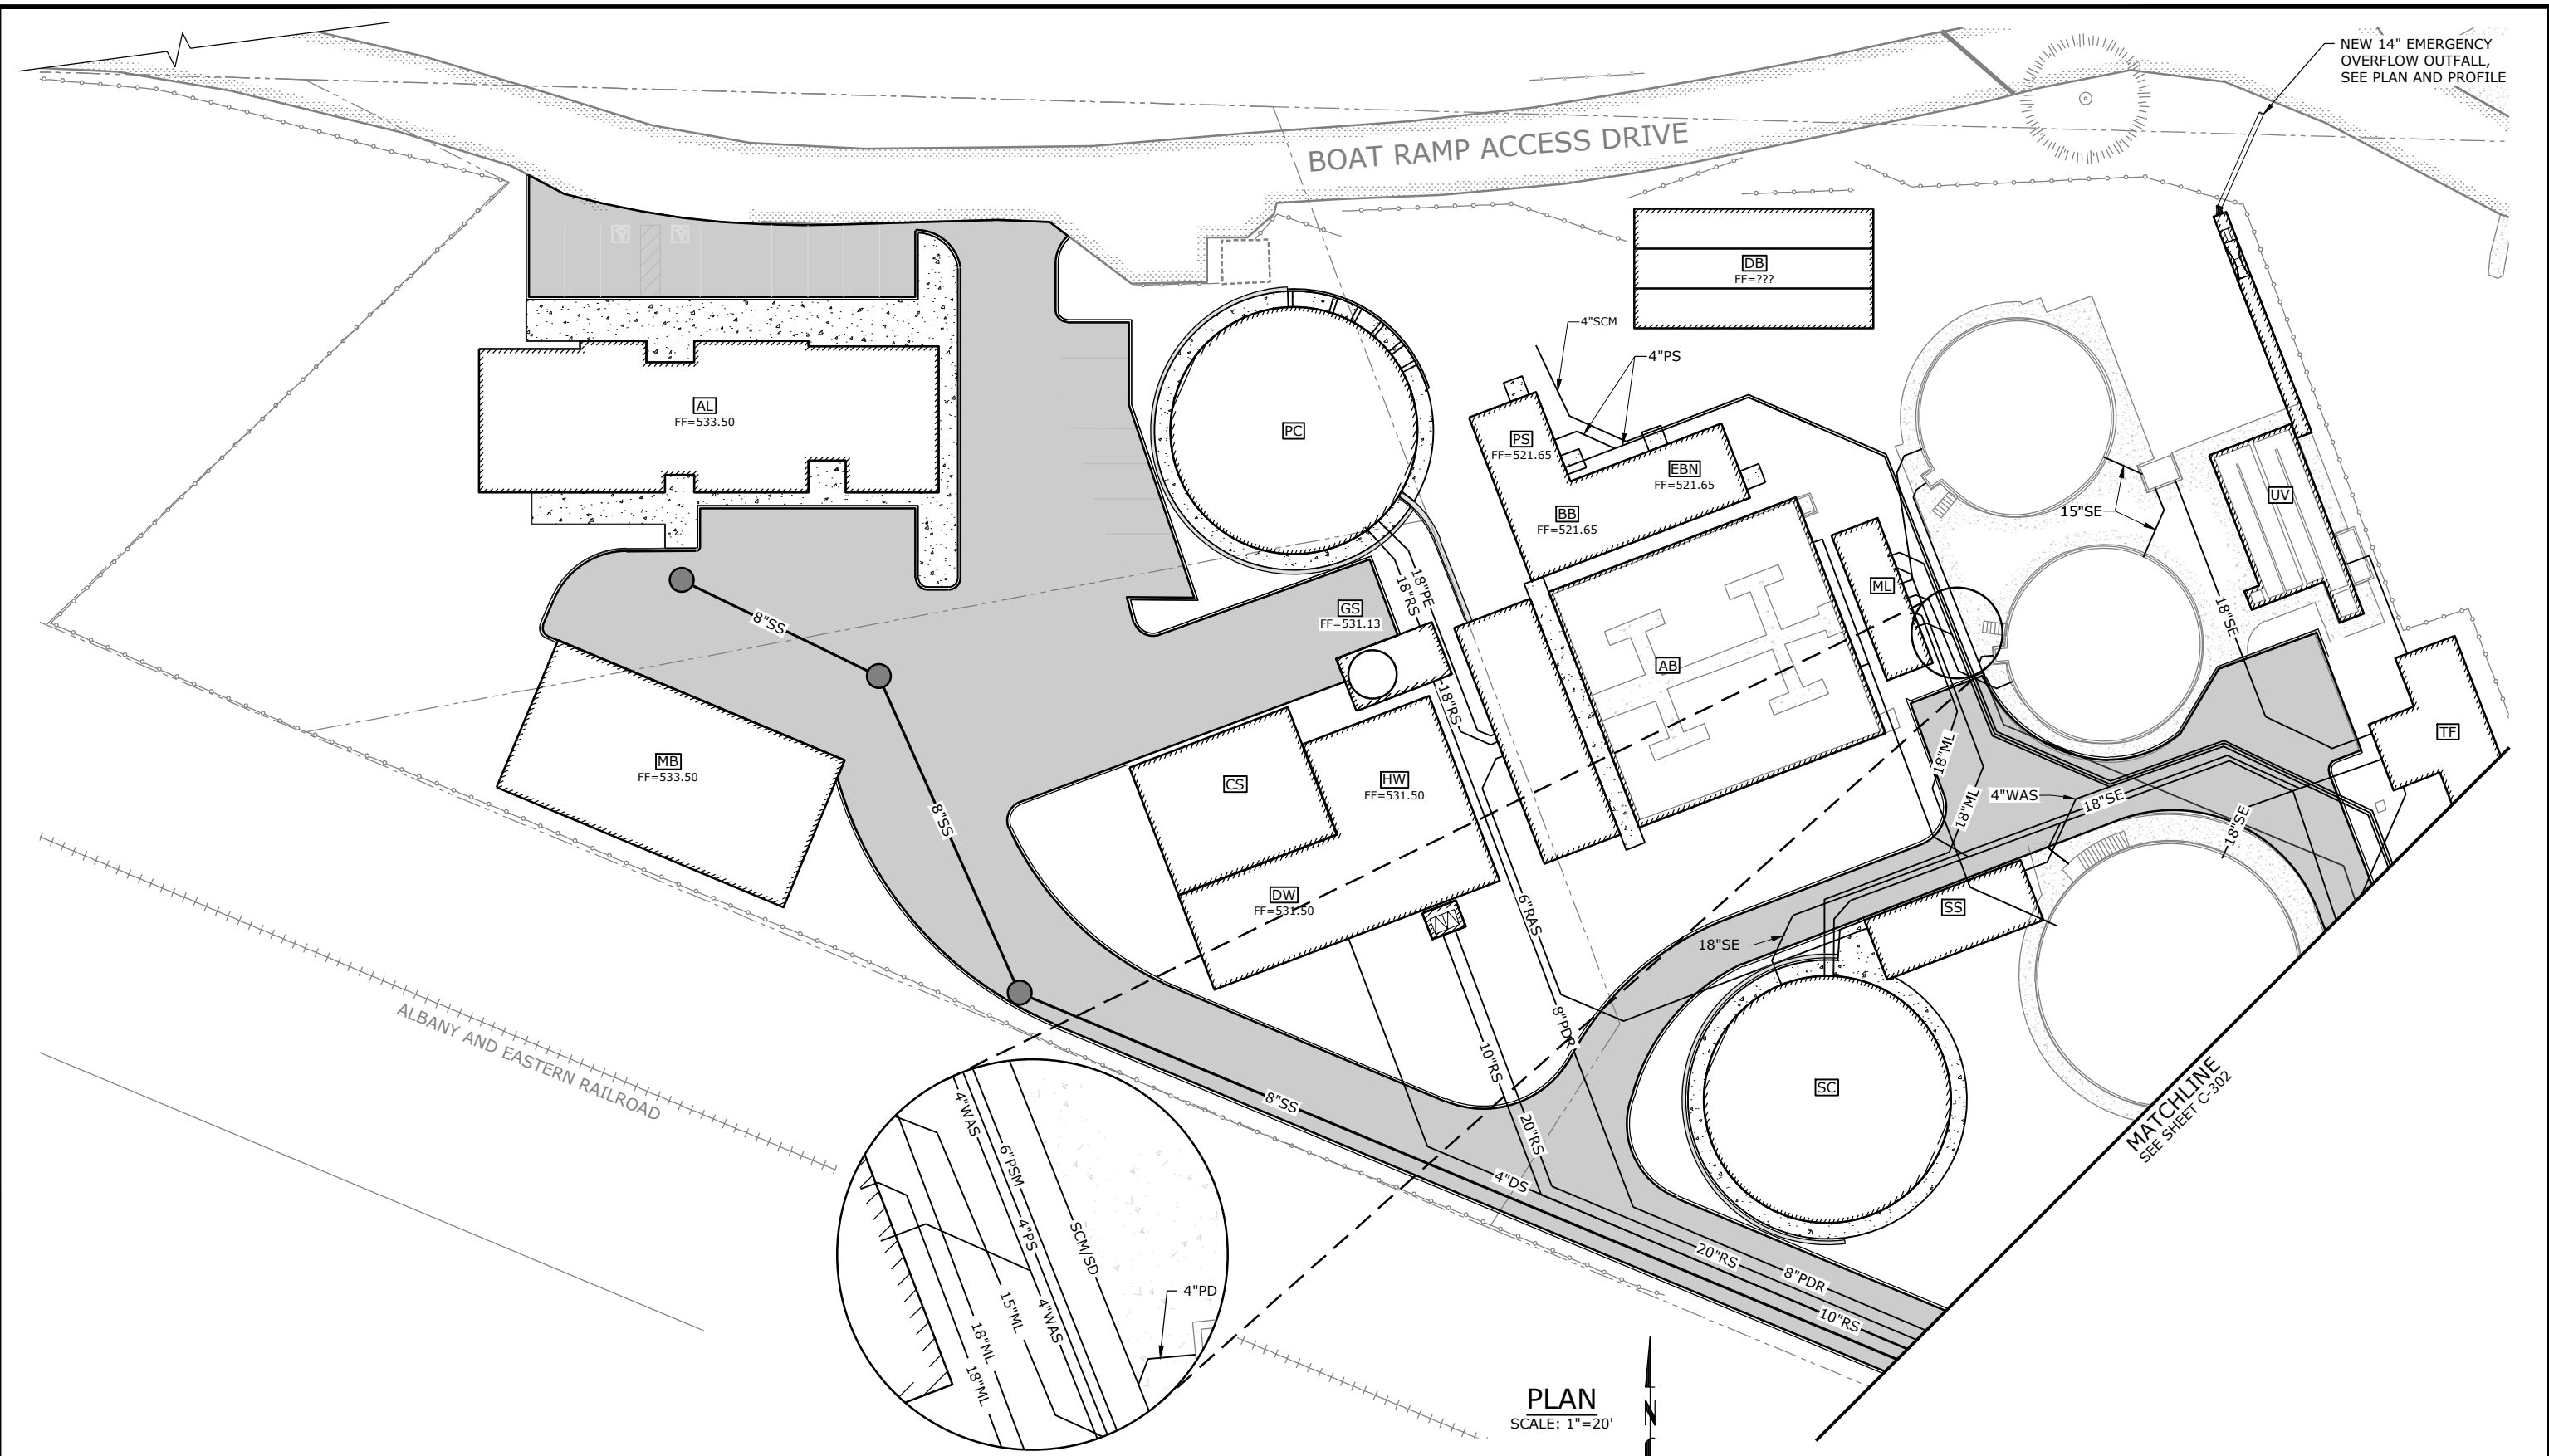 NEW 14" EMERGENCY
OVERFLOW OUTFALL,
SEE PLAN AND PROFILE
BOAT RAMP ACCESS DRIVE
DB
FF=???
4"SCM
4"PS
AL
FF=533.50
PC
PS
FF=521.65
EBN
FF=521.65
BB
FF=521.65
UV
15"SE
ML
18"PE
18"RS
GS
FF=531.13
8"SS
18"SE
AB
18"RS
TF
MB
FF=533.50
CS
HW
FF=531.50
18"ML
18"ML
4"WAS
18"SE
18"SE
8"SS
DW
FF=531.50
6"RAS
SS
18"SE
ALBANY AND EASTERN RAILROAD
8"PDR
10"RS
SC
8"SS
20"RS
MATCHLINE
SEE SHEET C-302
4"WAS
6"PSM
4"PS
SCM/SD
4"DS
20"RS
8"PDR
10"RS
4"PD
15"ML
4"WAS
18"ML
18"ML
PLAN
SCALE: 1"=20'
N